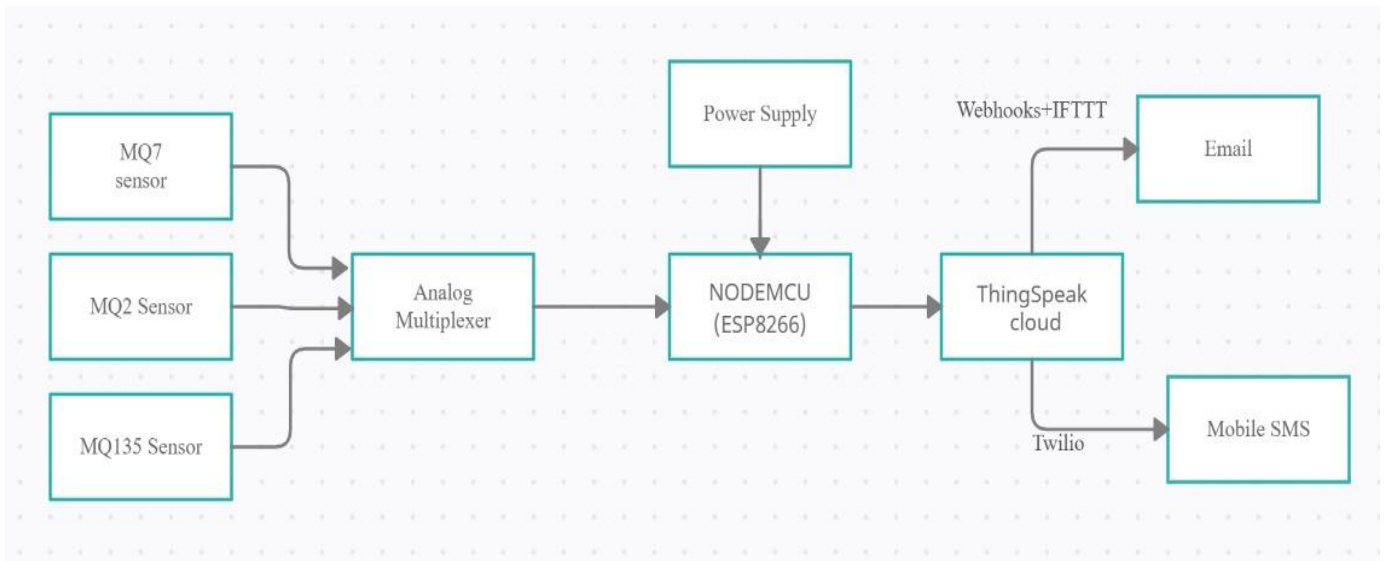 MQ7
sensor
MQ2 Sensor
MQ135 Sensor
Analog
Multiplexer
Power Supply
NODEMCU
(ESP8266)
ThingSpeak
cloud
Webhooks+IFTTT
Email
Twilio
Mobile SMS